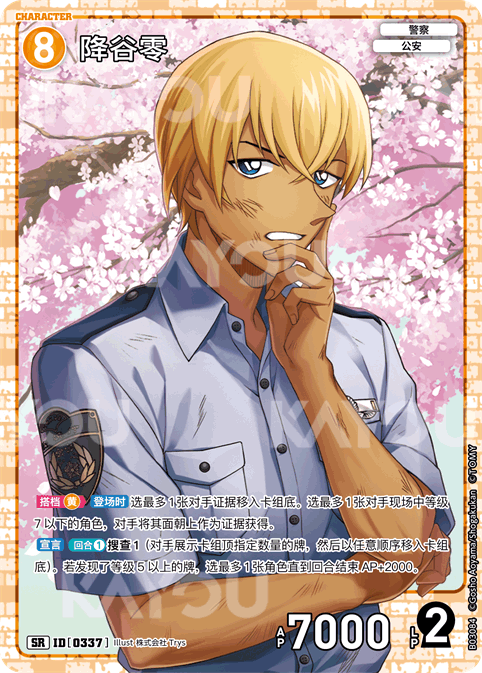 CHARACTER
8
降谷零
警察
公安
搭档 黄 登场时 选最多1张对手证据移入卡组底。选最多1张对手现场中等级
7以下的角色，对手将其面朝上作为证据获得。
宣言 回合1 搜查1（对手展示卡组顶指定数量的牌，然后以任意顺序移入卡组
底）。若发现了等级5以上的牌，选最多1张角色直到回合结束 AP+2000。
SR ID[0337] Illust 株式会社 Trys
AP 7000 LP 2
B03084 ©Gosho Aoyama/Shogakukan ©TOMY
KAYOU
KAYOU
KAYOU
KAYOU